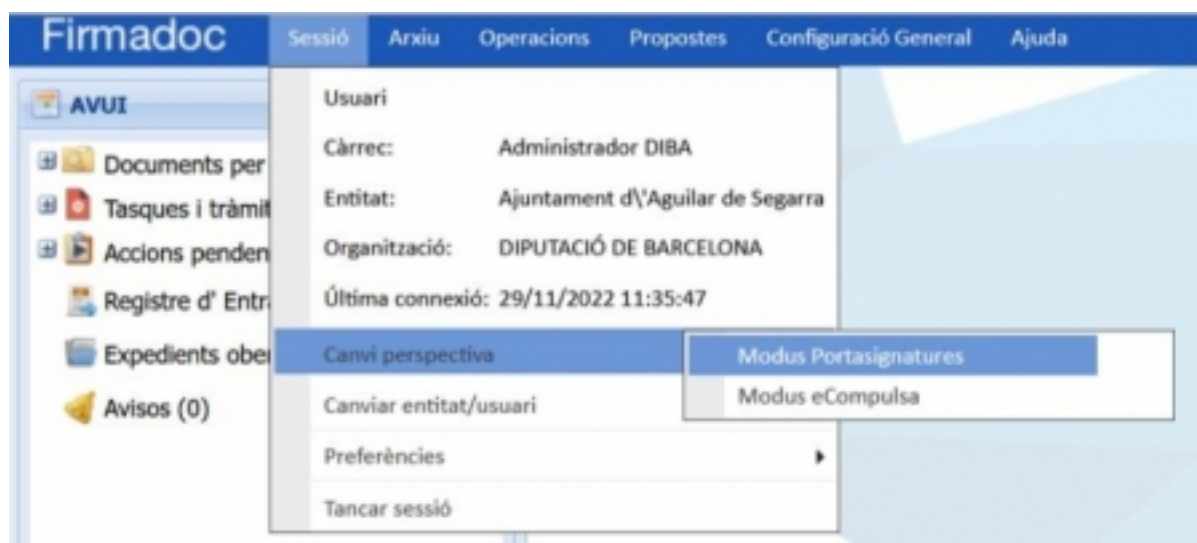 Firmadoc Sessió Arxiu Operacions Propostes Configuració General Ajuda
AVUI
Documents per
Tasques i tràmit
Accions penden
Registre d' Entr
Expedients ober
Avisos (0)
Usuari
Càrrec: Administrador DIBA
Entitat: Ajuntament d\'Aguilar de Segarra
Organització: DIPUTACIÓ DE BARCELONA
Última connexió: 29/11/2022 11:35:47
Canvi perspectiva
Modus Portasignatures
Modus eCompulsa
Canviar entitat/usuari
Preferències
Tancar sessió